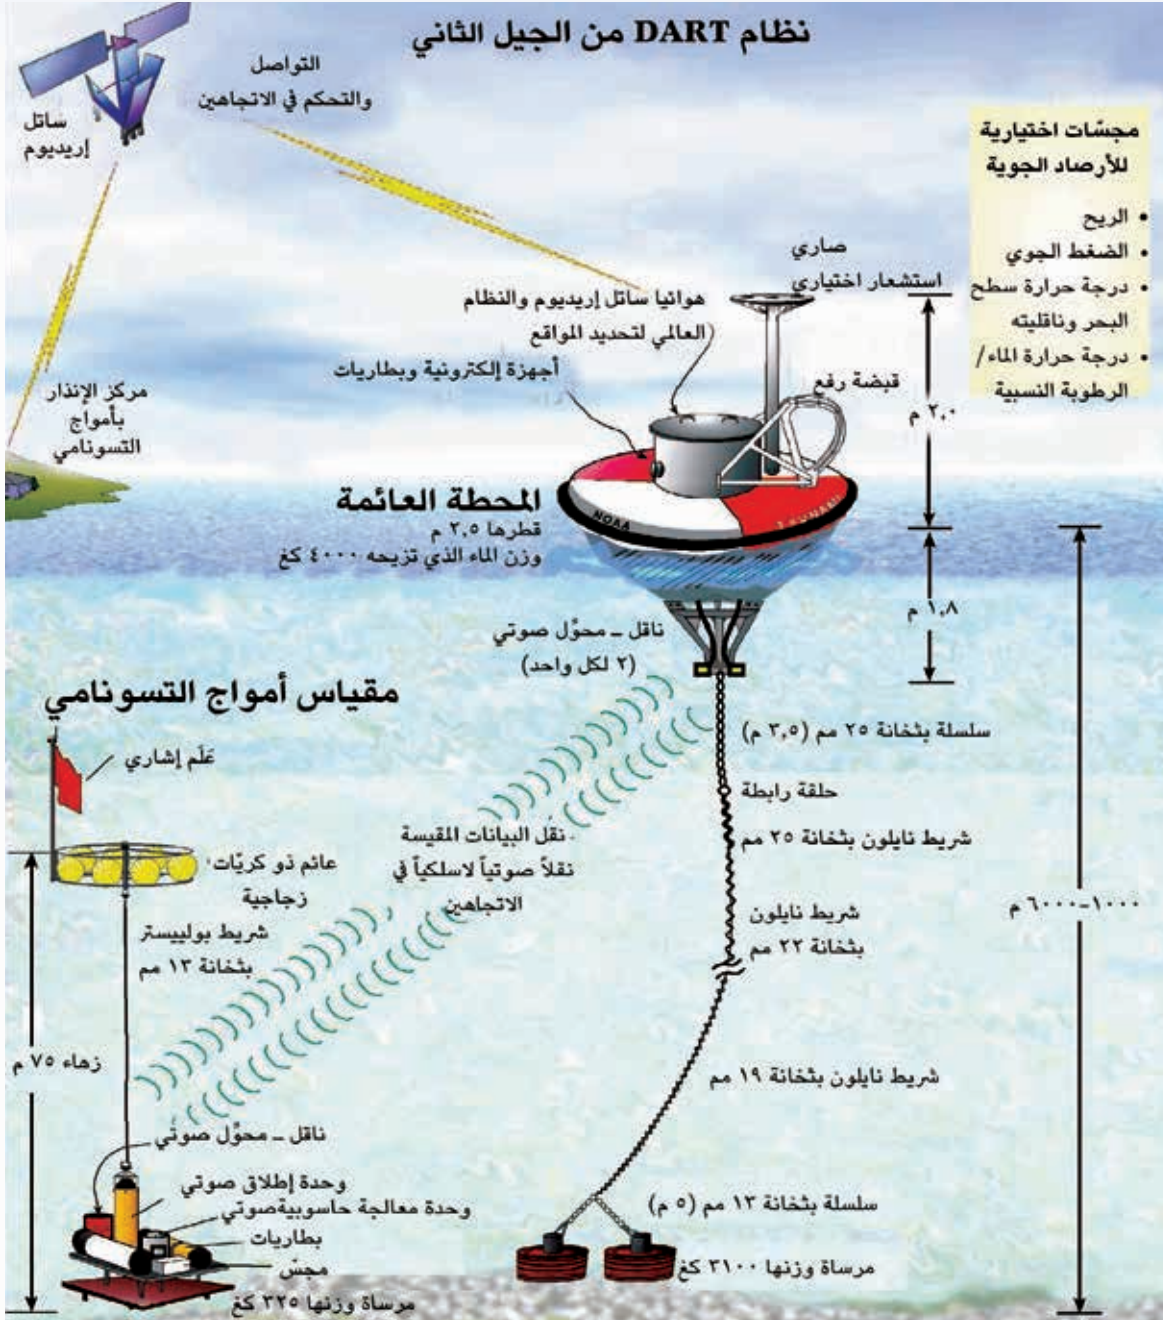 نظام DART من الجيل الثاني
التواصل
والتحكم في الاتجاهين
ساتل
إريديوم
مجسّات اختيارية
للأرصاد الجوية
• الريح
• الضغط الجوي
• درجة حرارة سطح
البحر وناقليته
• درجة حرارة الماء/
الرطوبة النسبية
صاري
استشعار اختياري
هوائيا ساتل إريديوم والنظام
العالمي لتحديد المواقع
أجهزة إلكترونية وبطاريات
قبضة رفع
٢,٠ م
مركز الإنذار
بأمواج
التسونامي
المحطة العائمة
قطرها ٢,٥ م
وزن الماء الذي تزيحه ٤٠٠٠ كغ
NOAA
TSUNAMI
١,٨ م
ناقل – محوِّل صوتي
(٢ لكل واحد)
مقياس أمواج التسونامي
سلسلة بثخانة ٢٥ مم (٣,٥ م)
عَلَم إشاري
حلقة رابطة
نقل البيانات المقيسة
نقلاً صوتياً لاسلكياً في
الاتجاهين
شريط نايلون بثخانة ٢٥ مم
عائم ذو كريّات
زجاجية
شريط بولييستر
بثخانة ١٣ مم
شريط نايلون
بثخانة ٢٢ مم
١٠٠٠–٦٠٠٠ م
زهاء ٧٥ م
شريط نايلون بثخانة ١٩ مم
ناقل – محوِّل صوتي
وحدة إطلاق صوتي
وحدة معالجة حاسوبيةصوتي
بطاريات
مجسّ
مرساة وزنها ٣٢٥ كغ
سلسلة بثخانة ١٣ مم (٥ م)
مرساة وزنها ٣١٠٠ كغ